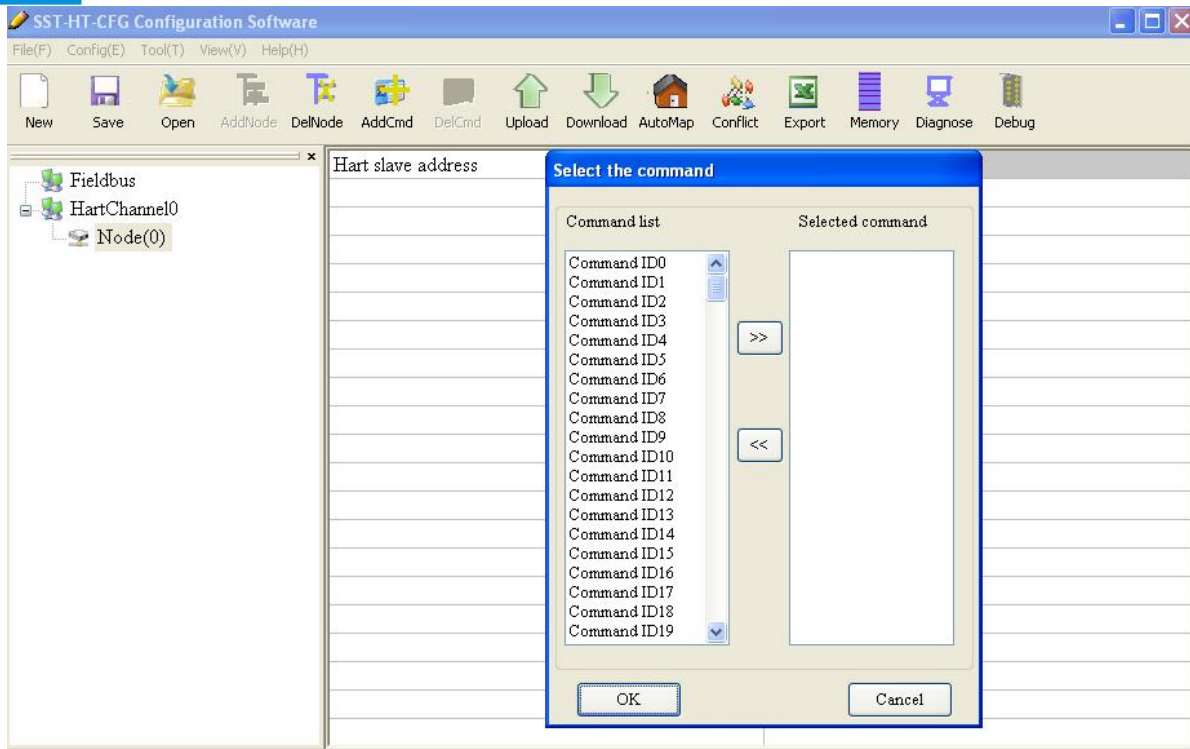 SST-HT-CFG Configuration Software
File(F) Config(E) Tool(T) View(V) Help(H)
New Save Open AddNode DelNode AddCmd DelCmd Upload Download AutoMap Conflict Export Memory Diagnose Debug
Fieldbus
HartChannel0
Node(0)
Hart slave address
Select the command
Command list
Selected command
Command ID0
Command ID1
Command ID2
Command ID3
Command ID4
Command ID5
Command ID6
Command ID7
Command ID8
Command ID9
Command ID10
Command ID11
Command ID12
Command ID13
Command ID14
Command ID15
Command ID16
Command ID17
Command ID18
Command ID19
>>
<<
OK
Cancel